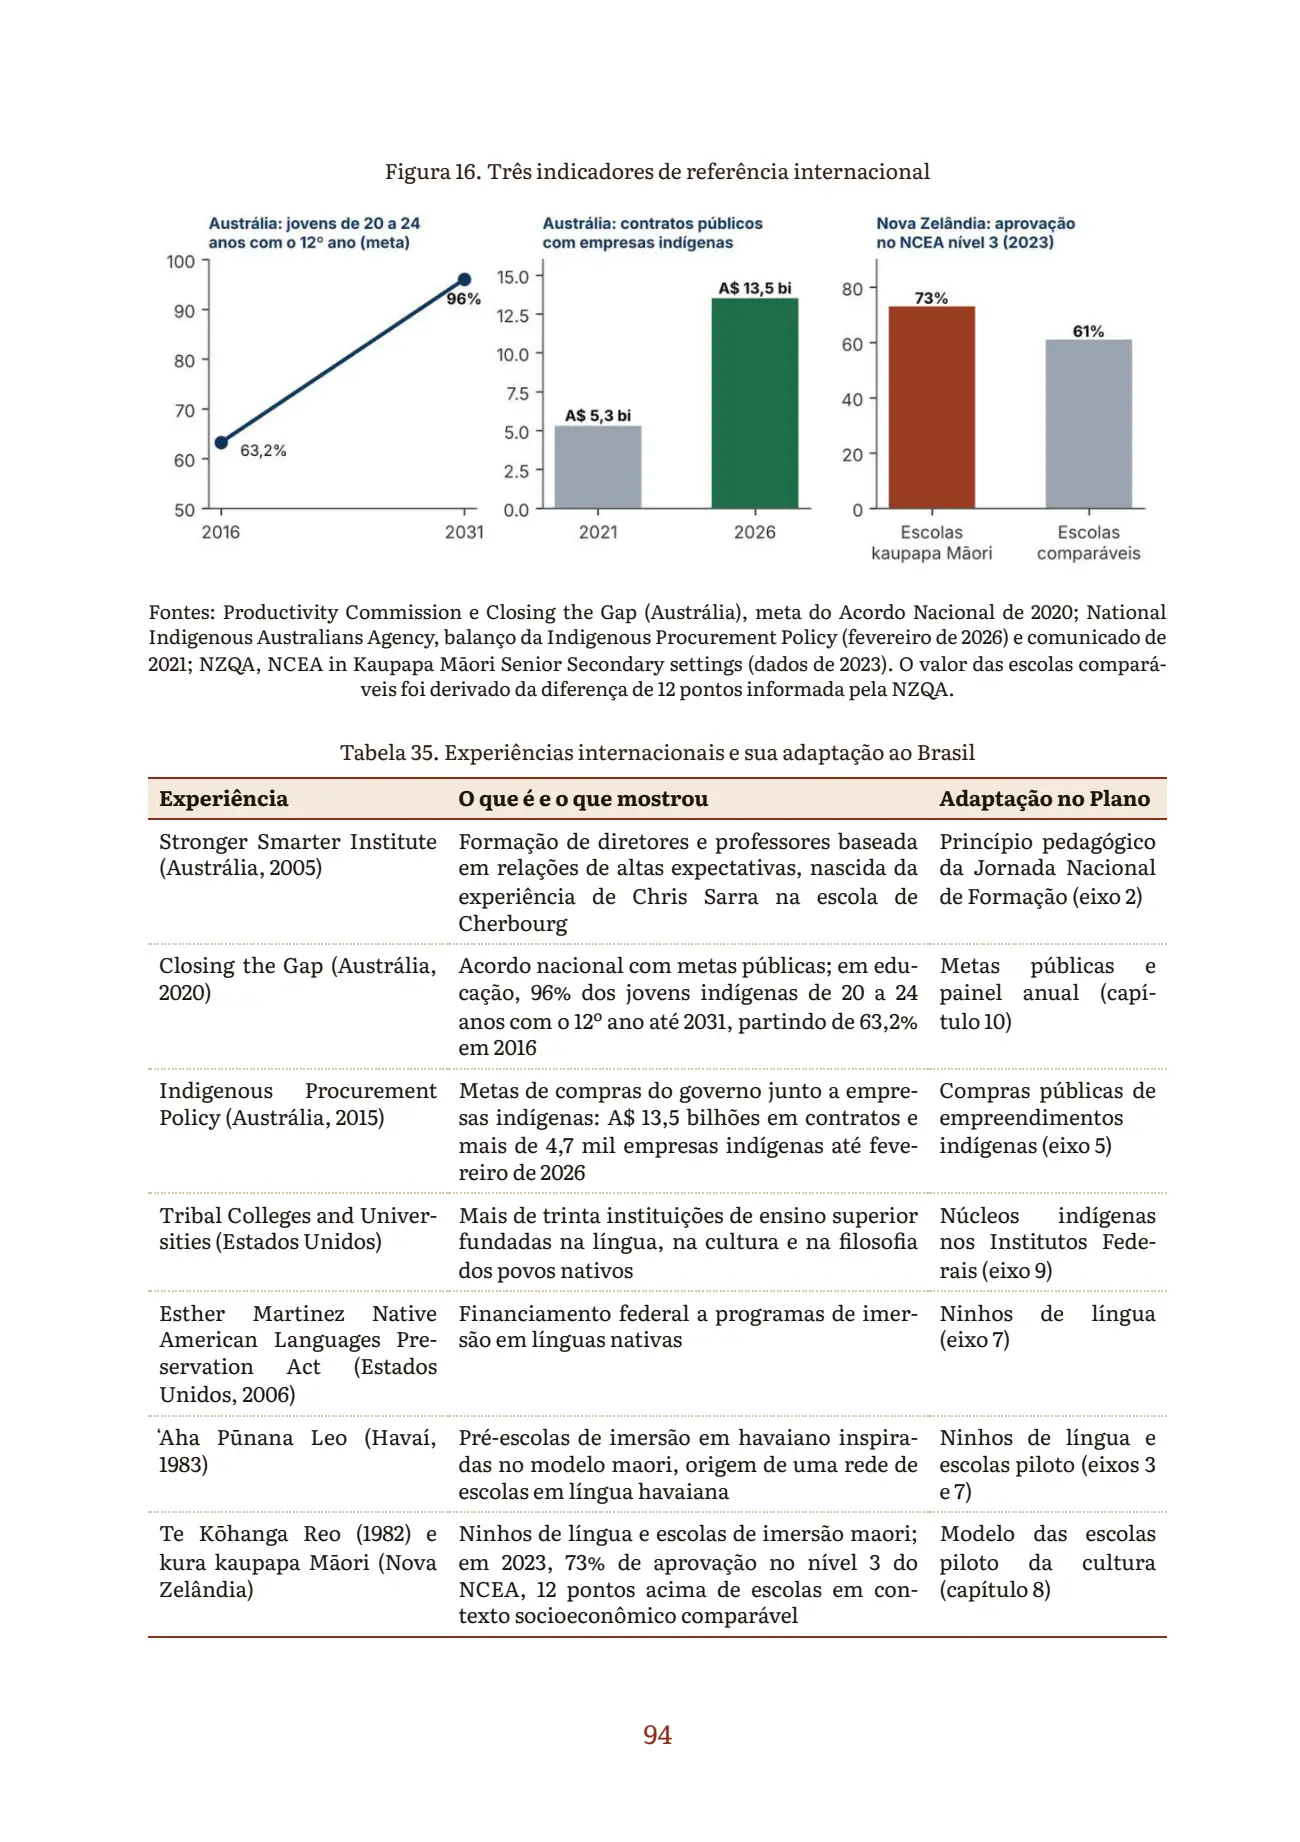 Figura 16. Três indicadores de referência internacional
Austrália: jovens de 20 a 24
anos com o 12º ano (meta)
100
90
80
70
60
50
96%
63,2%
2016
2031
Austrália: contratos públicos
com empresas indígenas
15.0
12.5
10.0
7.5
5.0
2.5
0.0
A$ 5,3 bi
A$ 13,5 bi
2021
2026
Nova Zelândia: aprovação
no NCEA nível 3 (2023)
80
60
40
20
0
73%
61%
Escolas
kaupapa Māori
Escolas
comparáveis
Fontes: Productivity Commission e Closing the Gap (Austrália), meta do Acordo Nacional de 2020; National
Indigenous Australians Agency, balanço da Indigenous Procurement Policy (fevereiro de 2026) e comunicado de
2021; NZQA, NCEA in Kaupapa Māori Senior Secondary settings (dados de 2023). O valor das escolas compará-
veis foi derivado da diferença de 12 pontos informada pela NZQA.
Tabela 35. Experiências internacionais e sua adaptação ao Brasil
Experiência
O que é e o que mostrou
Adaptação no Plano
Stronger Smarter Institute
(Austrália, 2005)
Formação de diretores e professores baseada
em relações de altas expectativas, nascida da
experiência de Chris Sarra na escola de
Cherbourg
Princípio pedagógico
da Jornada Nacional
de Formação (eixo 2)
Closing the Gap (Austrália,
2020)
Acordo nacional com metas públicas; em edu-
cação, 96% dos jovens indígenas de 20 a 24
anos com o 12º ano até 2031, partindo de 63,2%
em 2016
Metas públicas e
painel anual (capí-
tulo 10)
Indigenous Procurement
Policy (Austrália, 2015)
Metas de compras do governo junto a empre-
sas indígenas: A$ 13,5 bilhões em contratos e
mais de 4,7 mil empresas indígenas até feve-
reiro de 2026
Compras públicas de
empreendimentos
indígenas (eixo 5)
Tribal Colleges and Univer-
sities (Estados Unidos)
Mais de trinta instituições de ensino superior
fundadas na língua, na cultura e na filosofia
dos povos nativos
Núcleos indígenas
nos Institutos Fede-
rais (eixo 9)
Esther Martinez Native
American Languages Pre-
servation Act (Estados
Unidos, 2006)
Financiamento federal a programas de imer-
são em línguas nativas
Ninhos de língua
(eixo 7)
ʻAha Pūnana Leo (Havaí,
1983)
Pré-escolas de imersão em havaiano inspira-
das no modelo maori, origem de uma rede de
escolas em língua havaiana
Ninhos de língua e
escolas piloto (eixos 3
e 7)
Te Kōhanga Reo (1982) e
kura kaupapa Māori (Nova
Zelândia)
Ninhos de língua e escolas de imersão maori;
em 2023, 73% de aprovação no nível 3 do
NCEA, 12 pontos acima de escolas em con-
texto socioeconômico comparável
Modelo das escolas
piloto da cultura
(capítulo 8)
94